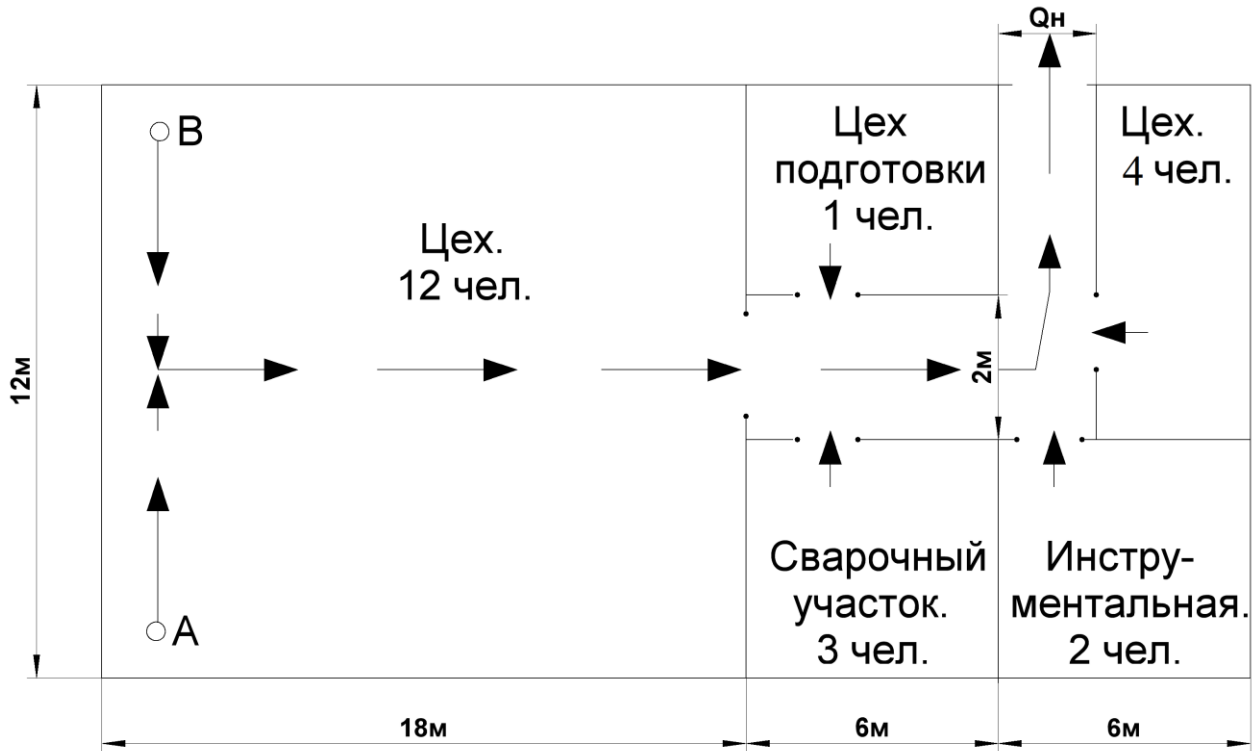 Qн
B
Цех
подготовки
1 чел.
Цех.
4 чел.
Цех.
12 чел.
12м
2м
A
Сварочный
участок.
3 чел.
Инстру-
ментальная.
2 чел.
18м
6м
6м